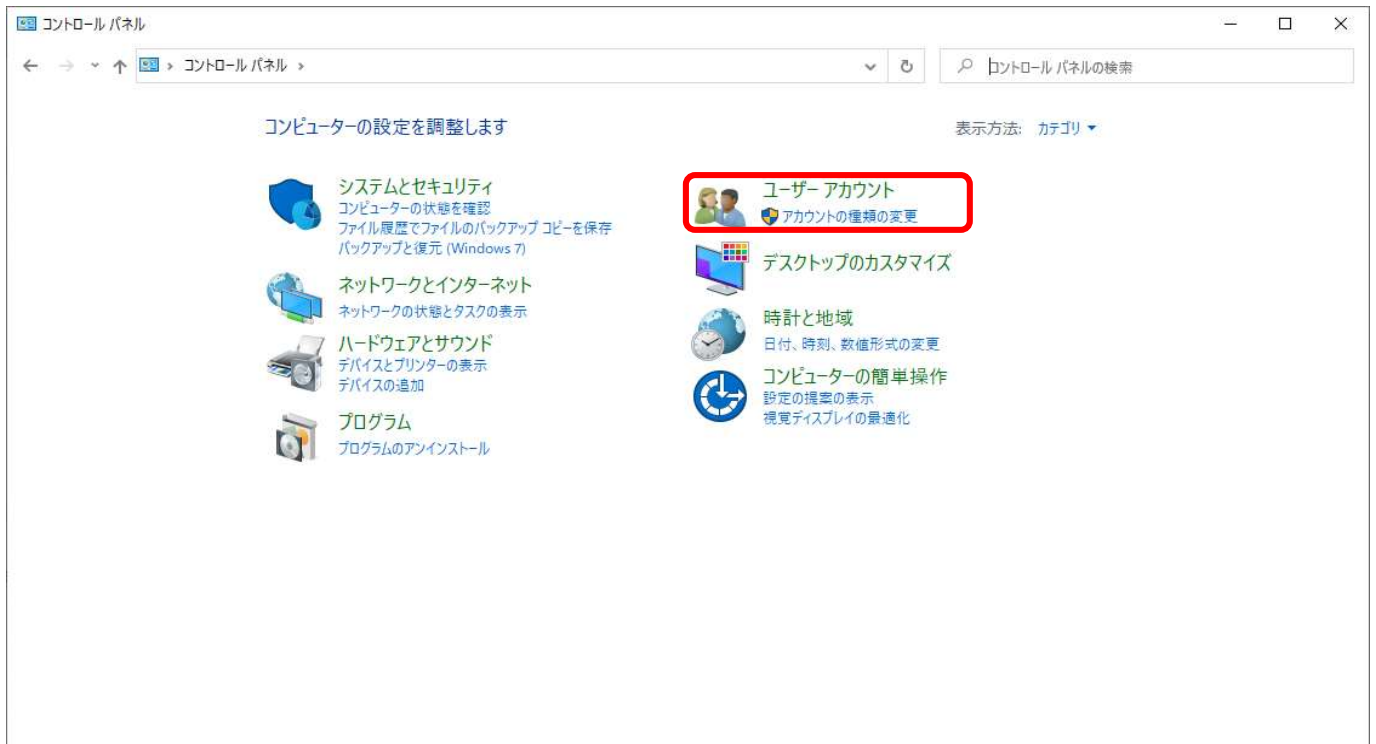 コントロール パネル
コントロール パネル
コントロール パネルの検索
コンピューターの設定を調整します
表示方法: カテゴリ
システムとセキュリティ
コンピューターの状態を確認
ファイル履歴でファイルのバックアップ コピーを保存
バックアップと復元 (Windows 7)
ネットワークとインターネット
ネットワークの状態とタスクの表示
ハードウェアとサウンド
デバイスとプリンターの表示
デバイスの追加
プログラム
プログラムのアンインストール
ユーザー アカウント
アカウントの種類の変更
デスクトップのカスタマイズ
時計と地域
日付、時刻、数値形式の変更
コンピューターの簡単操作
設定の提案の表示
視覚ディスプレイの最適化